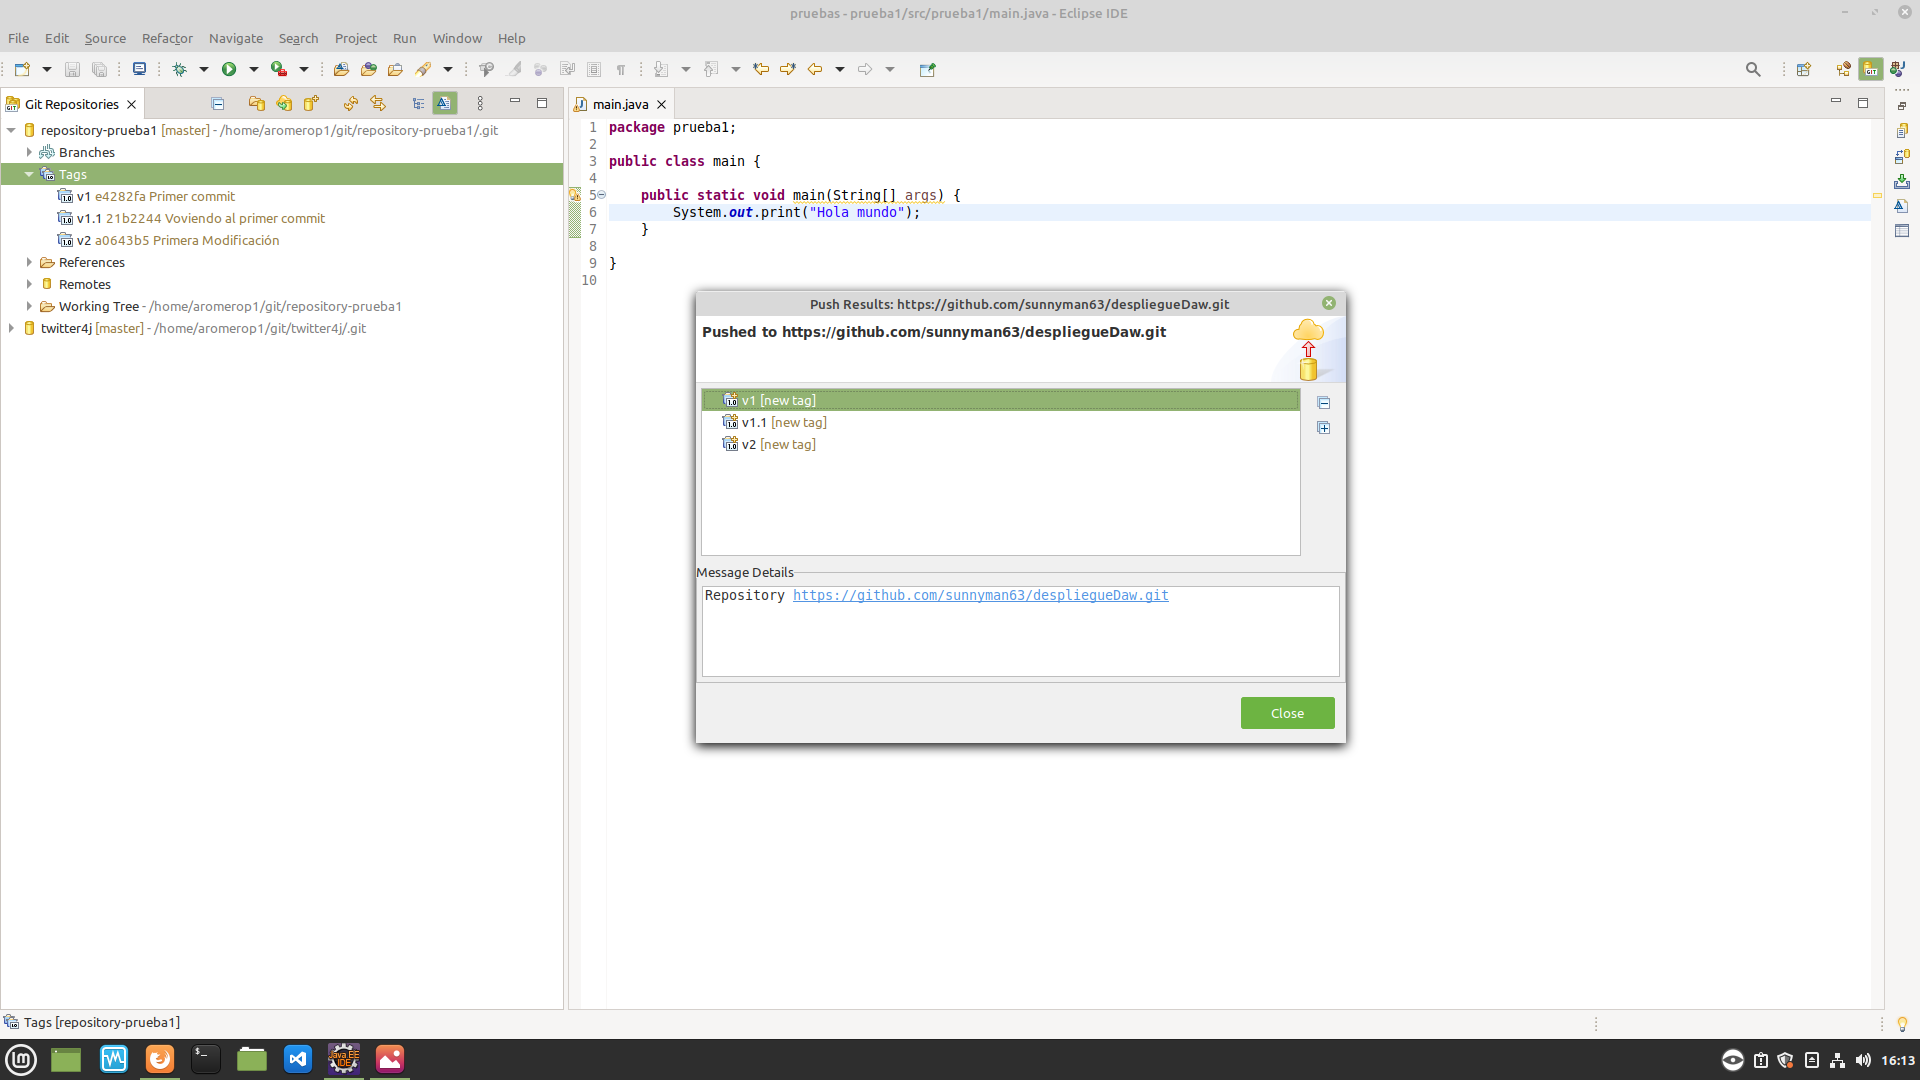 pruebas - prueba1/src/prueba1/main.java - Eclipse IDE
File Edit Source Refactor Navigate Search Project Run Window Help
Git Repositories
main.java
repository-prueba1 [master] - /home/aromerop1/git/repository-prueba1/.git
Branches
Tags
v1 e4282fa Primer commit
v1.1 21b2244 Voviendo al primer commit
v2 a0643b5 Primera Modificación
References
Remotes
Working Tree - /home/aromerop1/git/repository-prueba1
twitter4j [master] - /home/aromerop1/git/twitter4j/.git
1 package prueba1;
2
3 public class main {
4
5 public static void main(String[] args) {
6 System.out.print("Hola mundo");
7 }
8
9 }
10
Push Results: https://github.com/sunnyman63/despliegueDaw.git
Pushed to https://github.com/sunnyman63/despliegueDaw.git
v1 [new tag]
v1.1 [new tag]
v2 [new tag]
Message Details
Repository https://github.com/sunnyman63/despliegueDaw.git
Close
Tags [repository-prueba1]
Java EE
IDE
16:13